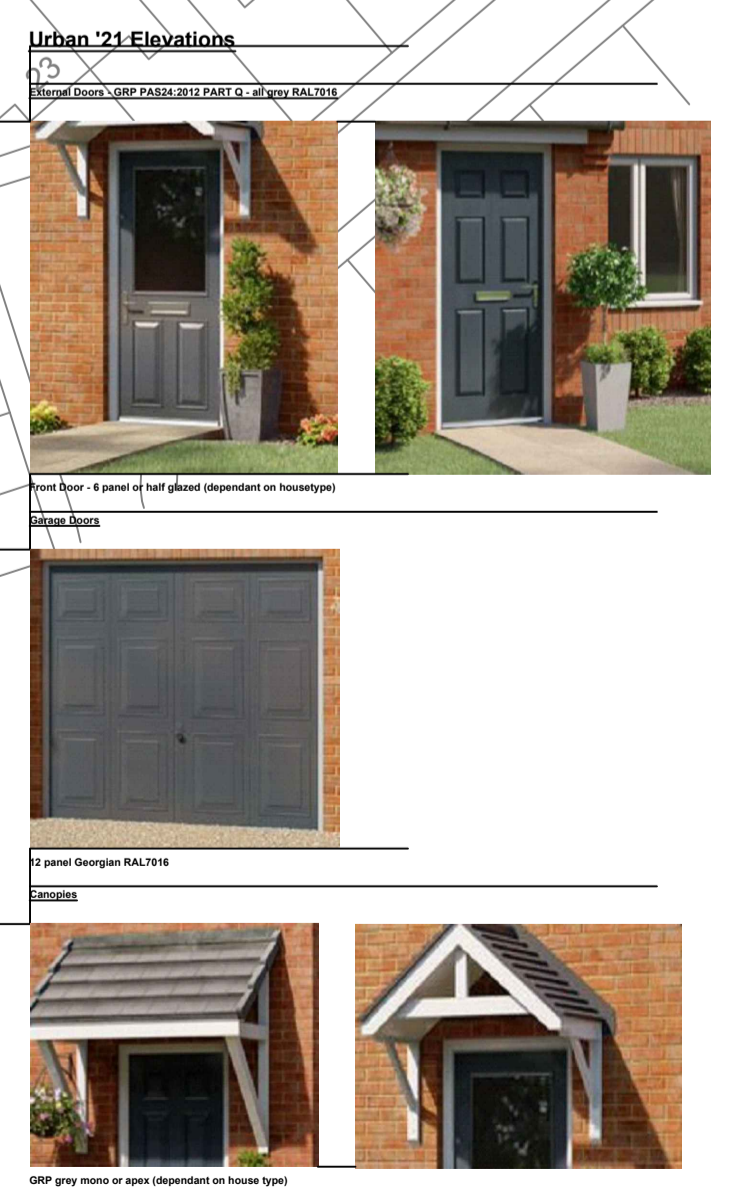 Urban '21 Elevations
23
External Doors - GRP PAS24:2012 PART Q - all grey RAL7016
Front Door - 6 panel or half glazed (dependant on housetype)
Garage Doors
12 panel Georgian RAL7016
Canopies
GRP grey mono or apex (dependant on house type)